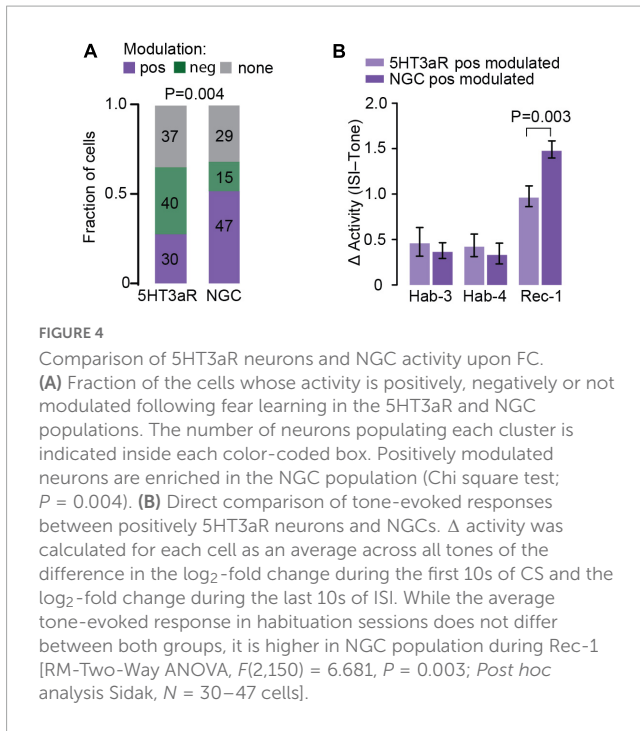 A
Modulation:
pos neg none
P=0.004
Fraction of cells
1.0
0.5
0
37
40
30
29
15
47
5HT3aR NGC
B
5HT3aR pos modulated
NGC pos modulated
Δ Activity (ISI–Tone)
2.0
1.5
1.0
0.5
0
P=0.003
Hab-3 Hab-4 Rec-1
FIGURE 4
Comparison of 5HT3aR neurons and NGC activity upon FC.
(A) Fraction of the cells whose activity is positively, negatively or not
modulated following fear learning in the 5HT3aR and NGC
populations. The number of neurons populating each cluster is
indicated inside each color-coded box. Positively modulated
neurons are enriched in the NGC population (Chi square test;
P = 0.004). (B) Direct comparison of tone-evoked responses
between positively 5HT3aR neurons and NGCs. Δ activity was
calculated for each cell as an average across all tones of the
difference in the log₂-fold change during the first 10s of CS and the
log₂-fold change during the last 10s of ISI. While the average
tone-evoked response in habituation sessions does not differ
between both groups, it is higher in NGC population during Rec-1
[RM-Two-Way ANOVA, F(2,150) = 6.681, P = 0.003; Post hoc
analysis Sidak, N = 30–47 cells].